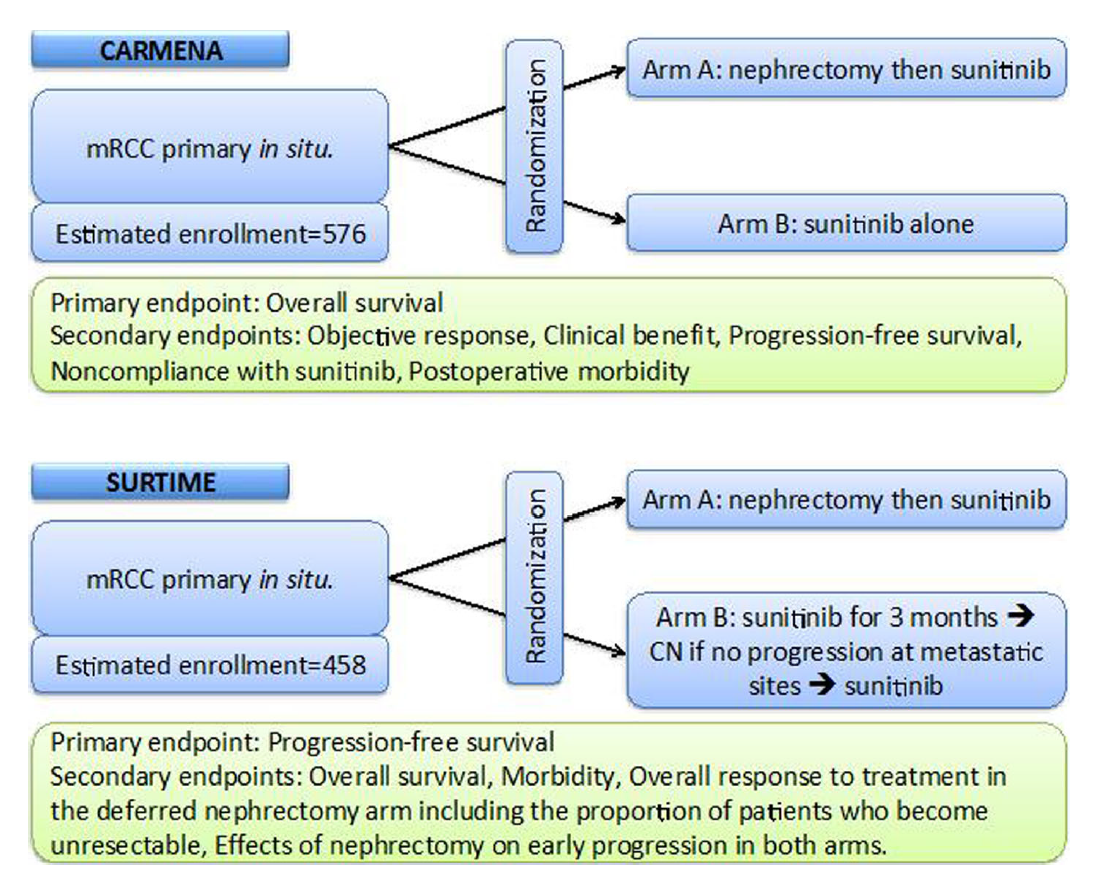 CARMENA
mRCC primary in situ.
Estimated enrollment=576
Randomization
Arm A: nephrectomy then sunitinib
Arm B: sunitinib alone
Primary endpoint: Overall survival
Secondary endpoints: Objective response, Clinical benefit, Progression-free survival,
Noncompliance with sunitinib, Postoperative morbidity
SURTIME
mRCC primary in situ.
Estimated enrollment=458
Randomization
Arm A: nephrectomy then sunitinib
Arm B: sunitinib for 3 months ➔
CN if no progression at metastatic
sites ➔ sunitinib
Primary endpoint: Progression-free survival
Secondary endpoints: Overall survival, Morbidity, Overall response to treatment in
the deferred nephrectomy arm including the proportion of patients who become
unresectable, Effects of nephrectomy on early progression in both arms.